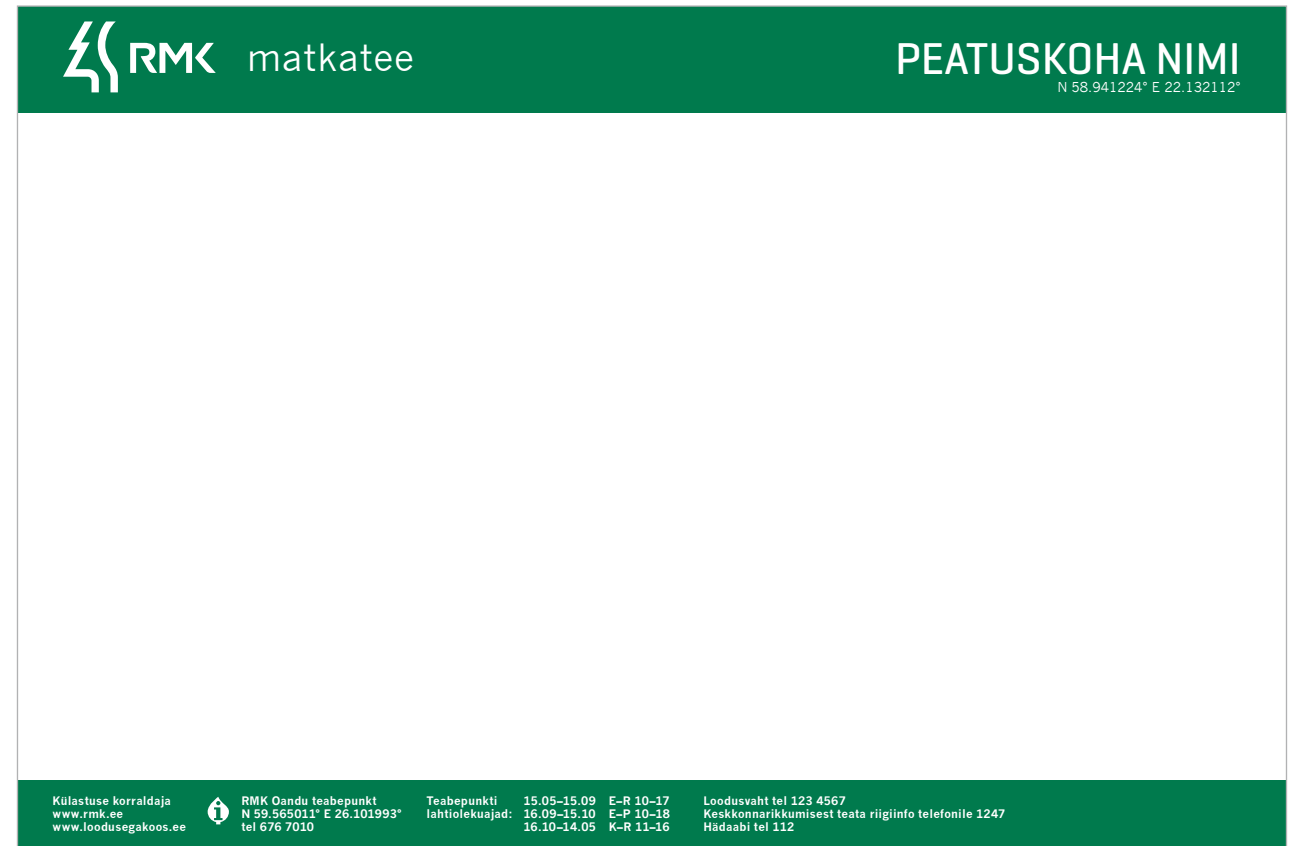 RMK matkatee
PEATUSKOHA NIMI
N 58.941224° E 22.132112°
Külastuse korraldaja
www.rmk.ee
www.loodusegakoos.ee
RMK Oandu teabepunkt
N 59.565011° E 26.101993°
tel 676 7010
Teabepunkti
lahtiolekuajad:
15.05–15.09 E–R 10–17
16.09–15.10 E–P 10–18
16.10–14.05 K–R 11–16
Loodusvaht tel 123 4567
Keskkonnarikkumisest teata riigiinfo telefonile 1247
Hädaabi tel 112